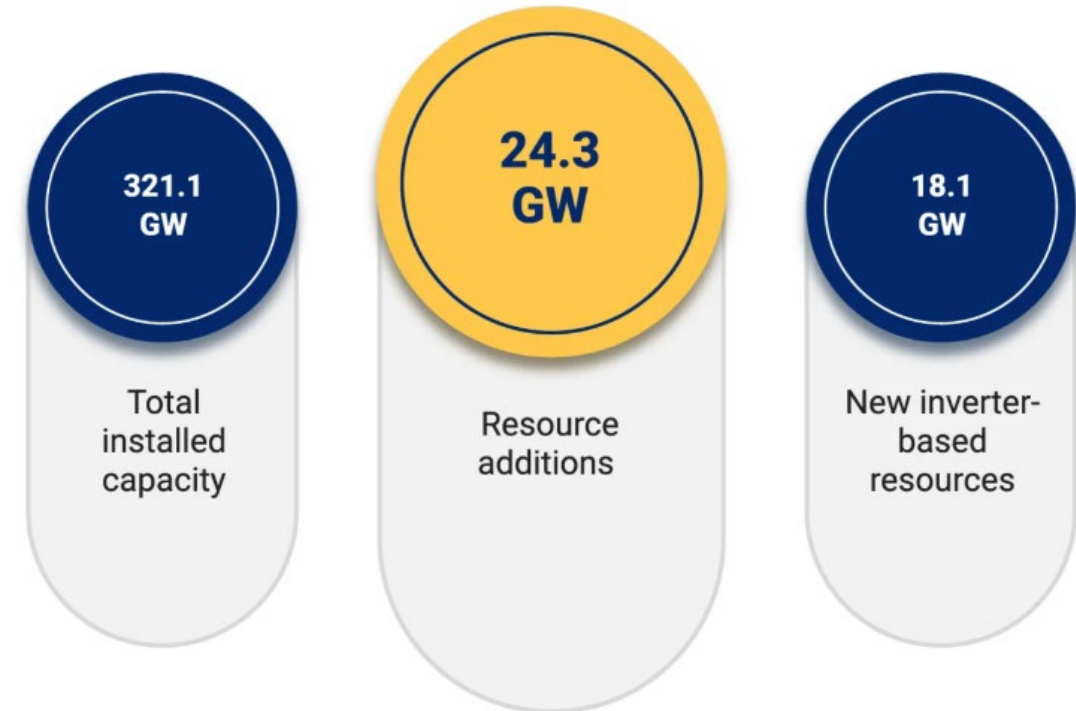 321.1
GW
Total
installed
capacity
24.3
GW
Resource
additions
18.1
GW
New inverter-
based
resources